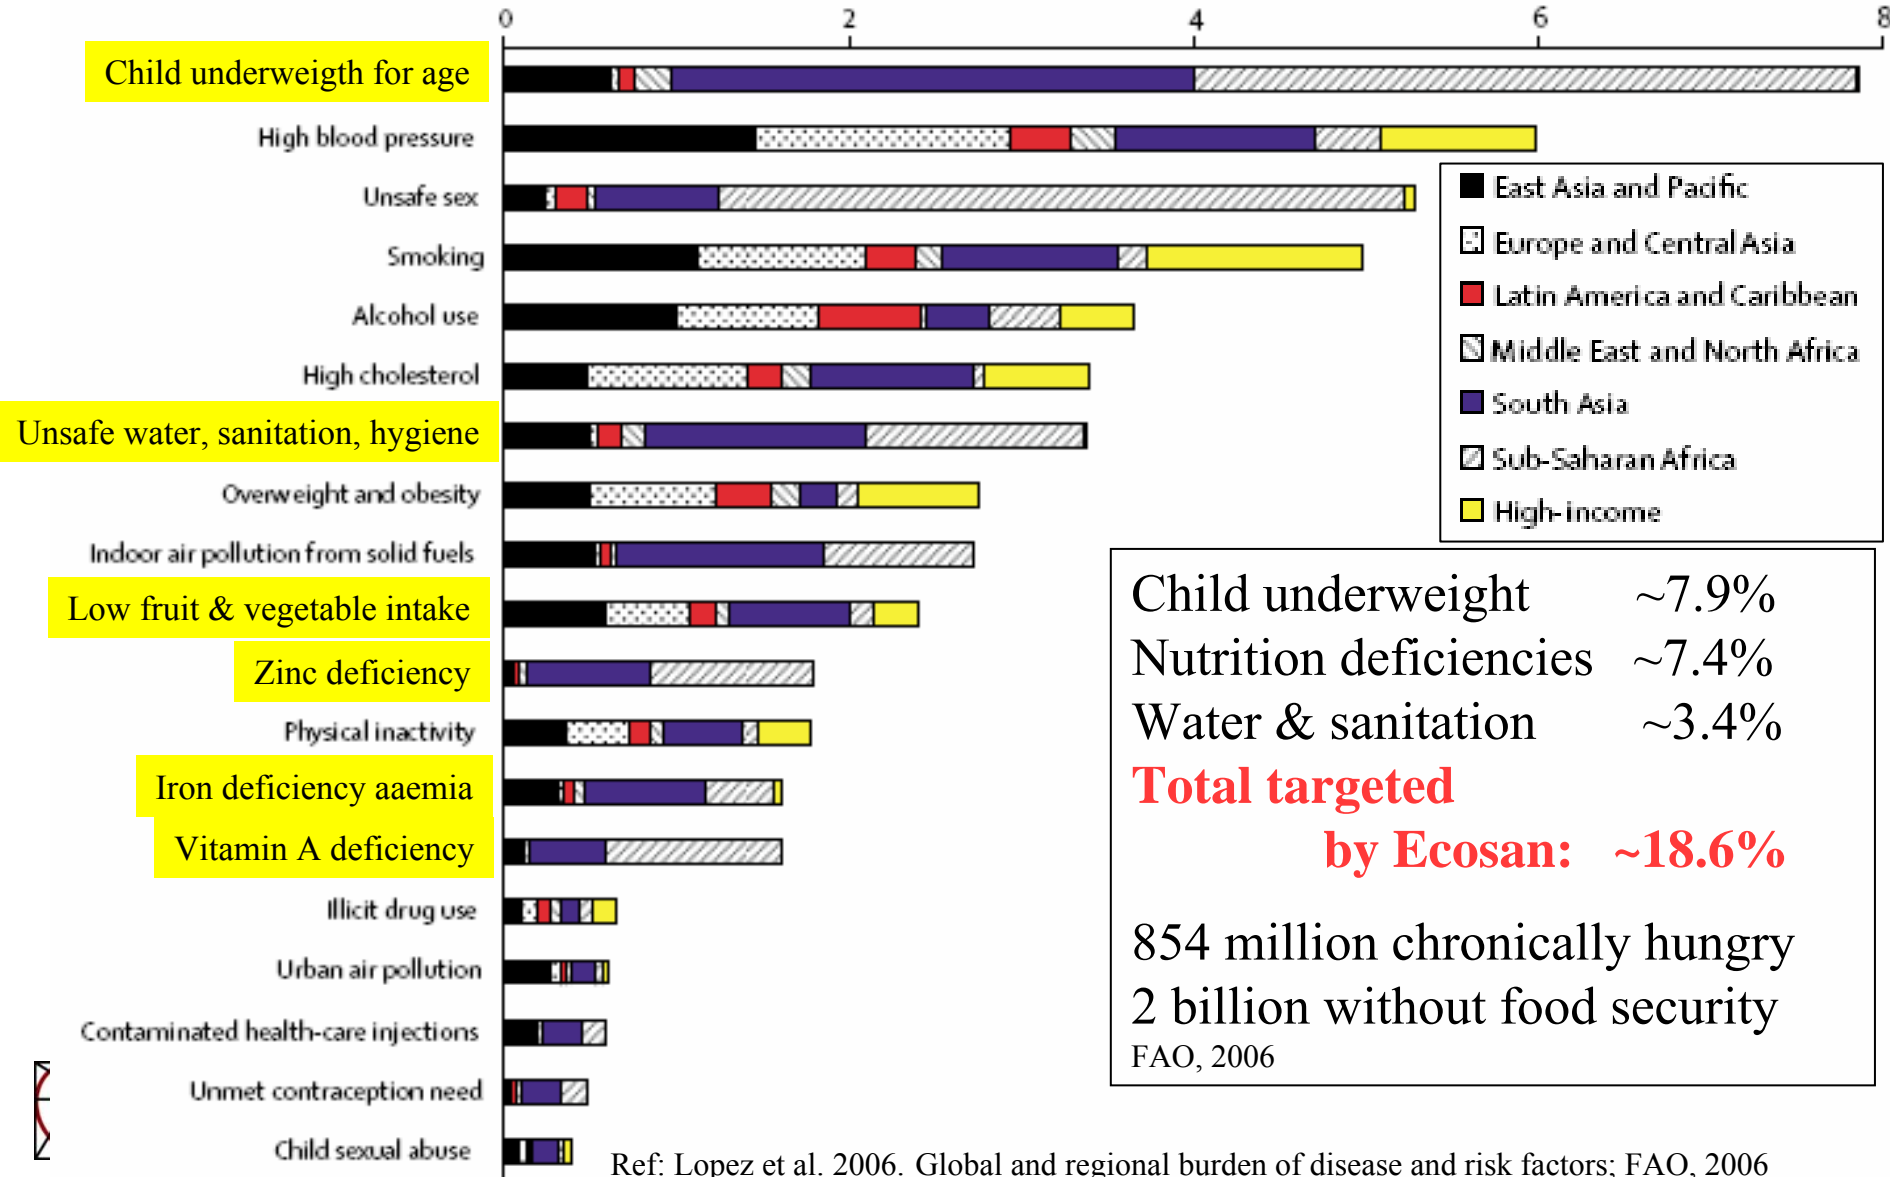 0 2 4 6 8
Child underweigth for age
High blood pressure
Unsafe sex
Smoking
Alcohol use
High cholesterol
Unsafe water, sanitation, hygiene
Overweight and obesity
Indoor air pollution from solid fuels
Low fruit & vegetable intake
Zinc deficiency
Physical inactivity
Iron deficiency aaemia
Vitamin A deficiency
Illicit drug use
Urban air pollution
Contaminated health-care injections
Unmet contraception need
Child sexual abuse
East Asia and Pacific
Europe and Central Asia
Latin America and Caribbean
Middle East and North Africa
South Asia
Sub-Saharan Africa
High-income
Child underweight ~7.9%
Nutrition deficiencies ~7.4%
Water & sanitation ~3.4%
Total targeted
by Ecosan: ~18.6%
854 million chronically hungry
2 billion without food security
FAO, 2006
Ref: Lopez et al. 2006. Global and regional burden of disease and risk factors; FAO, 2006